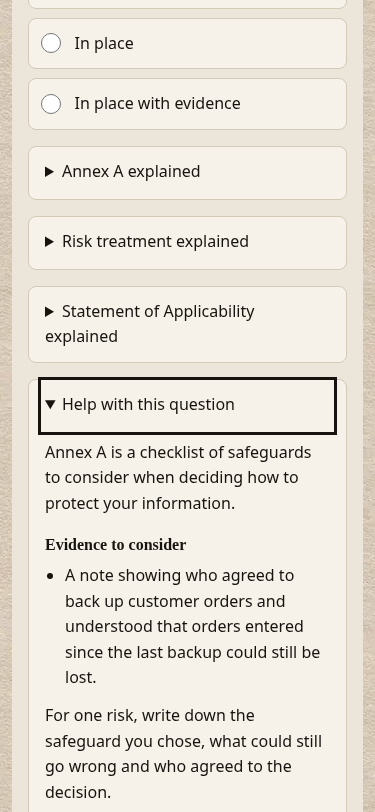 In place
In place with evidence
Annex A explained
Risk treatment explained
Statement of Applicability
explained
Help with this question
Annex A is a checklist of safeguards
to consider when deciding how to
protect your information.
Evidence to consider
A note showing who agreed to
back up customer orders and
understood that orders entered
since the last backup could still be
lost.
For one risk, write down the
safeguard you chose, what could still
go wrong and who agreed to the
decision.